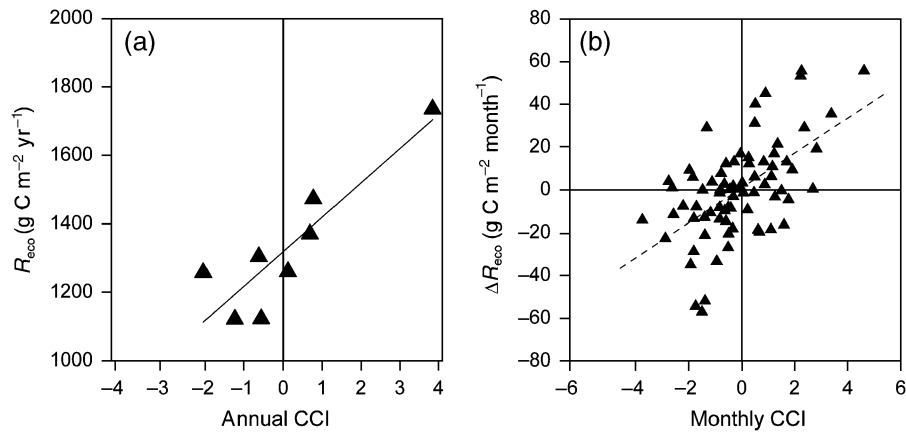 (a)
2000
1800
1600
1400
1200
1000
R_eco (g C m⁻² yr⁻¹)
–4 –3 –2 –1 0 1 2 3 4
Annual CCI
(b)
80
60
40
20
0
–20
–40
–60
–80
ΔR_eco (g C m⁻² month⁻¹)
–6 –4 –2 0 2 4 6
Monthly CCI